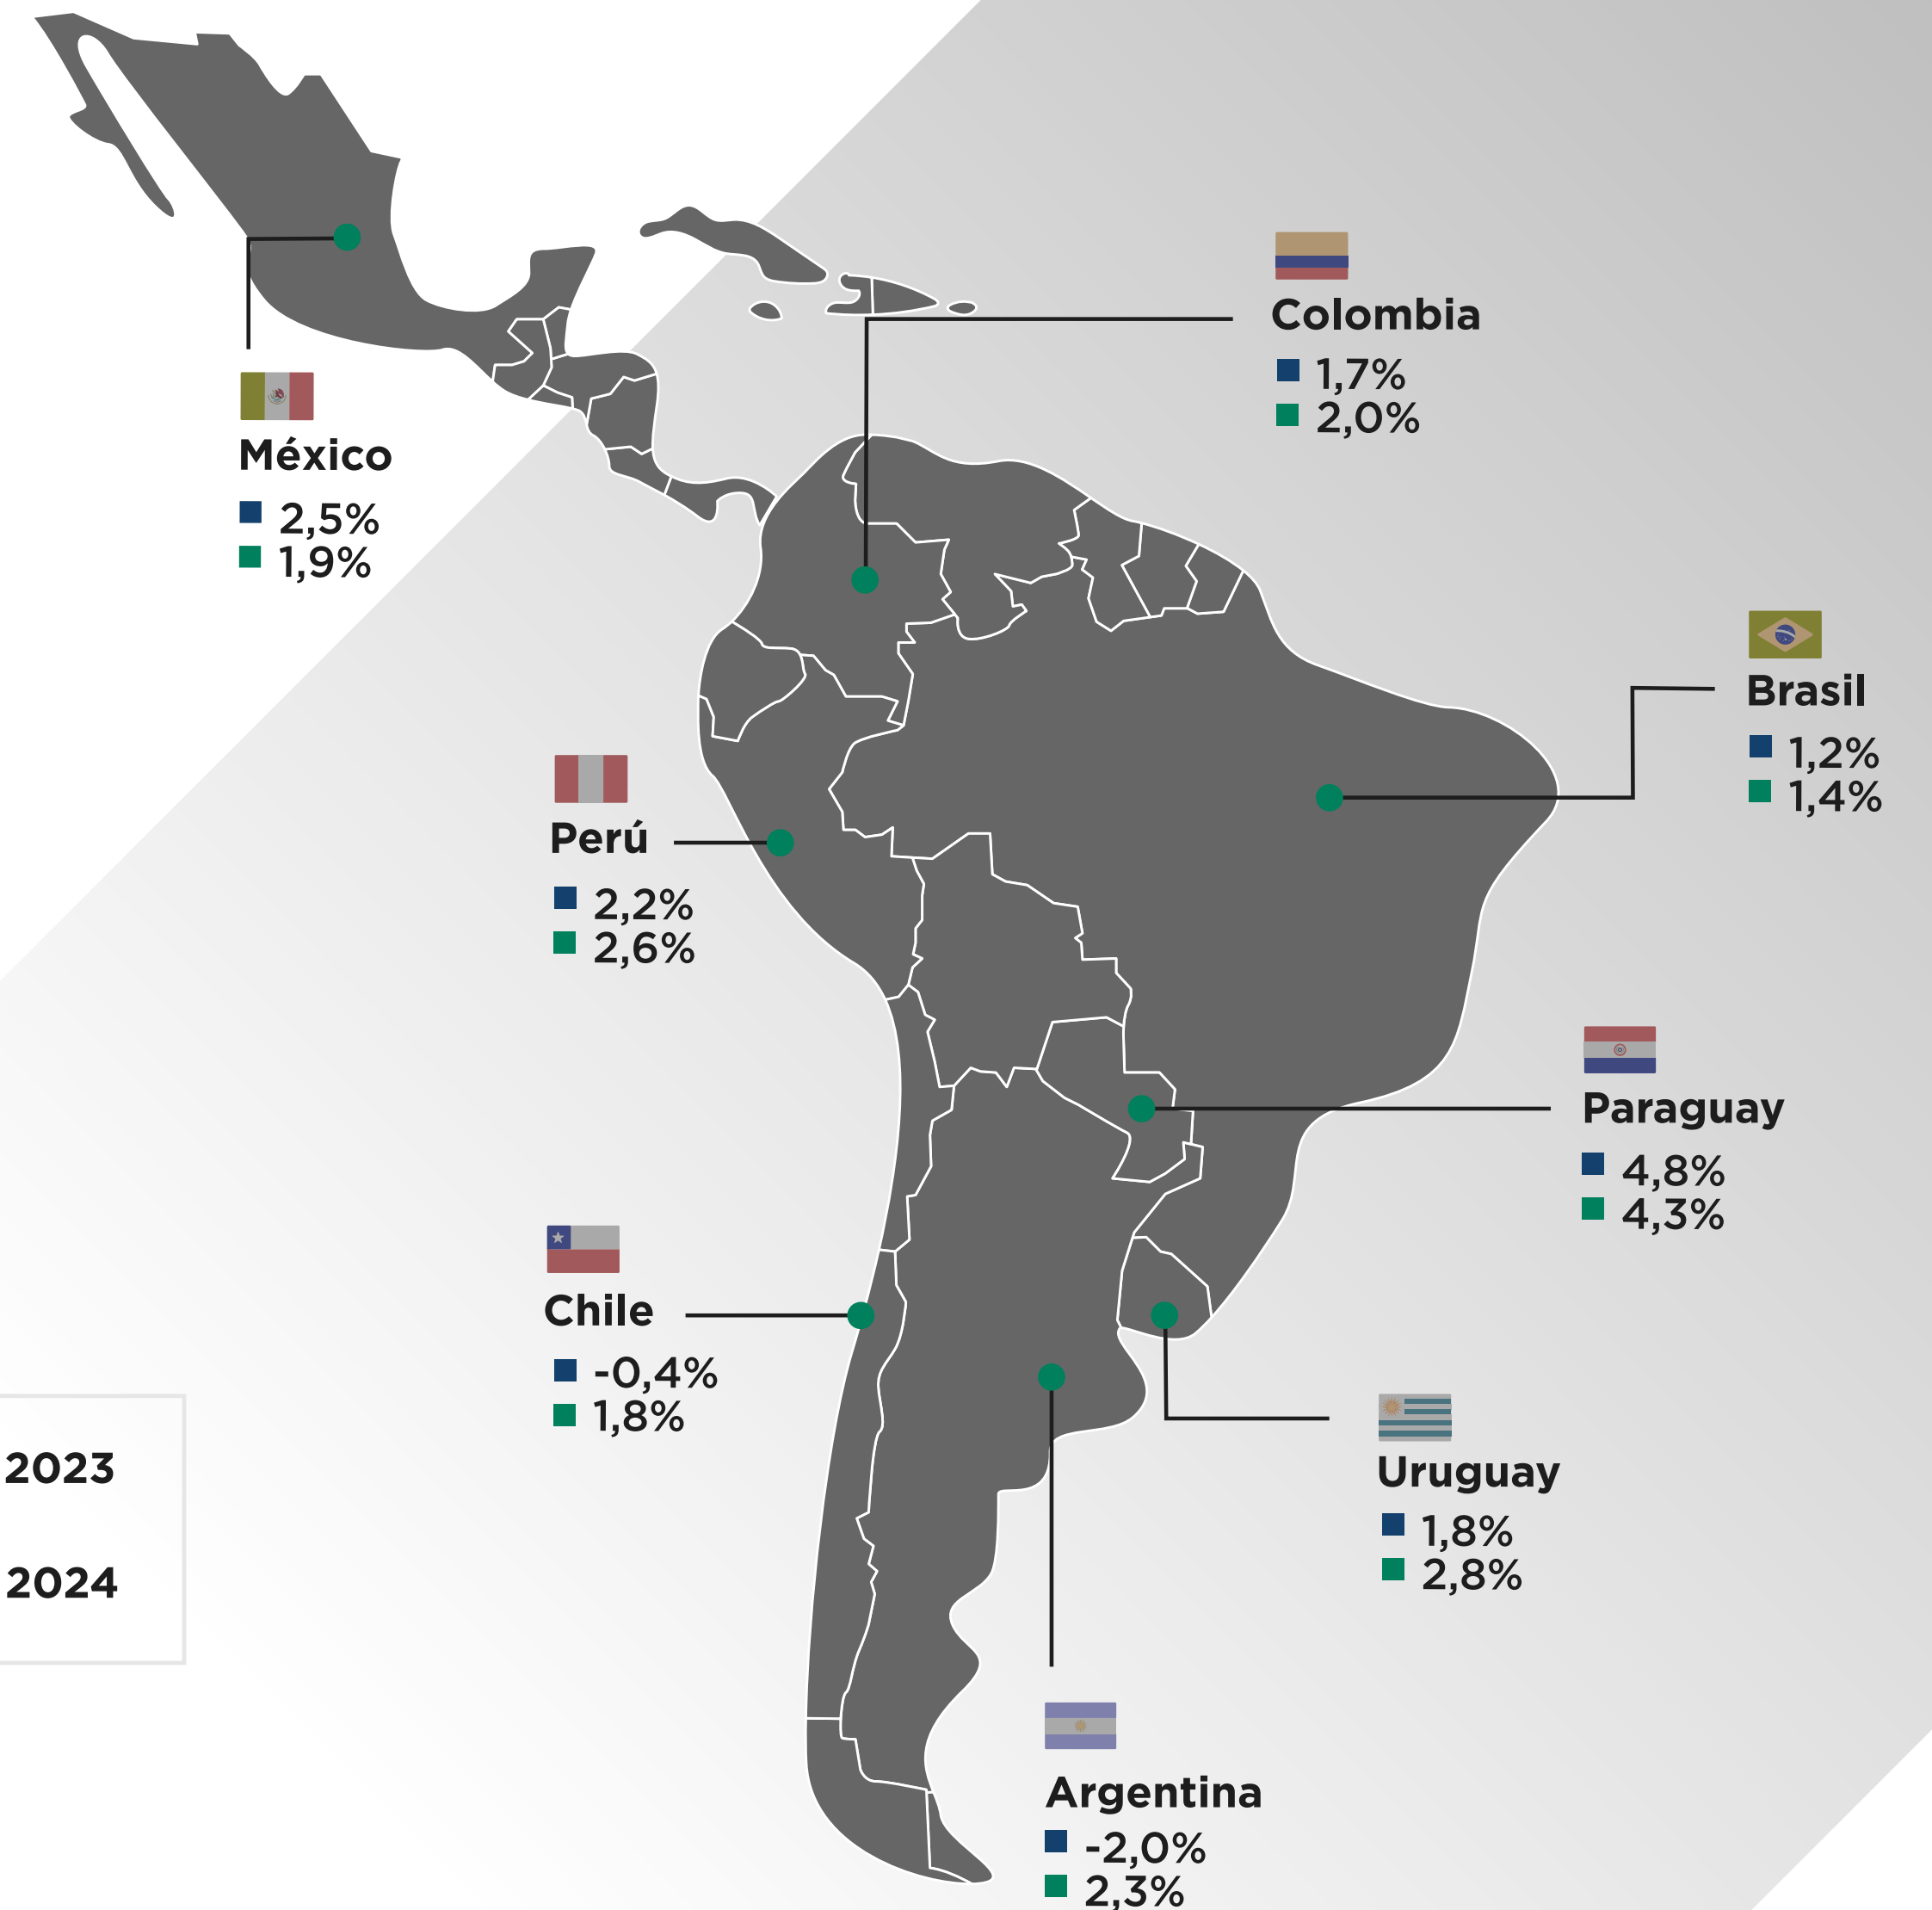 Colombia
1,7%
2,0%
México
2,5%
1,9%
Brasil
1,2%
1,4%
Perú
2,2%
2,6%
Paraguay
4,8%
4,3%
Chile
-0,4%
1,8%
2023
2024
Uruguay
1,8%
2,8%
Argentina
-2,0%
2,3%